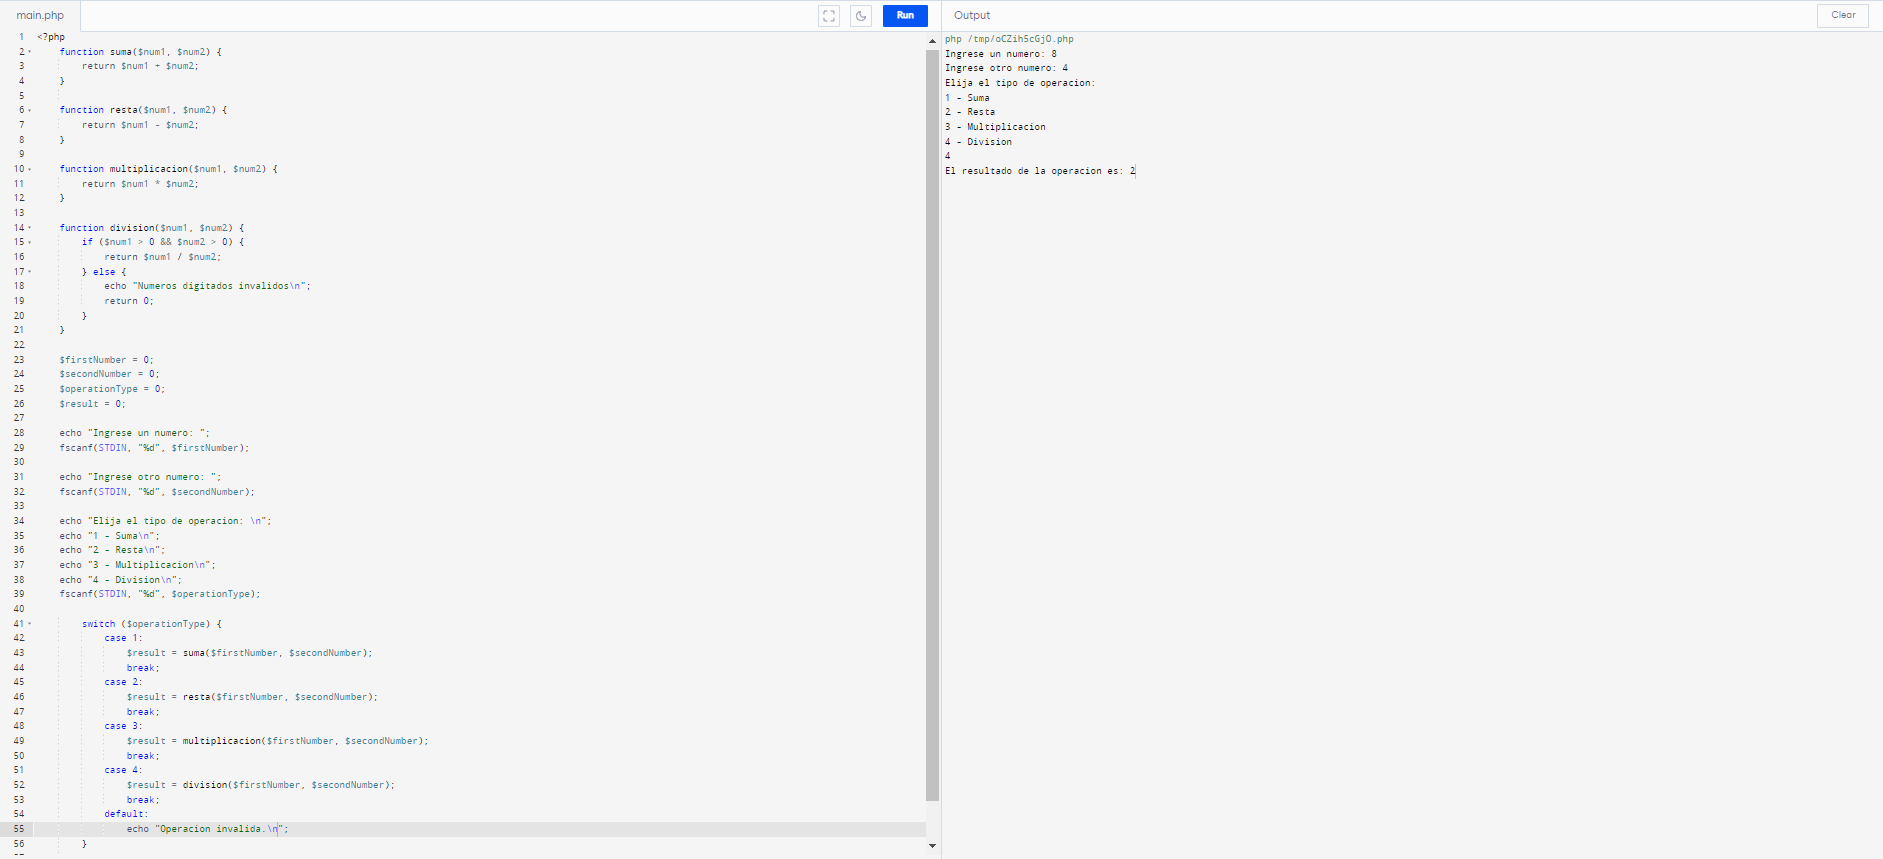 main.php
Run
Output
Clear
1 <?php
2 function suma($num1, $num2) {
3 return $num1 + $num2;
4 }
5
6 function resta($num1, $num2) {
7 return $num1 - $num2;
8 }
9
10 function multiplicacion($num1, $num2) {
11 return $num1 * $num2;
12 }
13
14 function division($num1, $num2) {
15 if ($num1 > 0 && $num2 > 0) {
16 return $num1 / $num2;
17 } else {
18 echo "Numeros digitados invalidos\n";
19 return 0;
20 }
21 }
22
23 $firstNumber = 0;
24 $secondNumber = 0;
25 $operationType = 0;
26 $result = 0;
27
28 echo "Ingrese un numero: ";
29 fscanf(STDIN, "%d", $firstNumber);
30
31 echo "Ingrese otro numero: ";
32 fscanf(STDIN, "%d", $secondNumber);
33
34 echo "Elija el tipo de operacion: \n";
35 echo "1 - Suma\n";
36 echo "2 - Resta\n";
37 echo "3 - Multiplicacion\n";
38 echo "4 - Division\n";
39 fscanf(STDIN, "%d", $operationType);
40
41 switch ($operationType) {
42 case 1:
43 $result = suma($firstNumber, $secondNumber);
44 break;
45 case 2:
46 $result = resta($firstNumber, $secondNumber);
47 break;
48 case 3:
49 $result = multiplicacion($firstNumber, $secondNumber);
50 break;
51 case 4:
52 $result = division($firstNumber, $secondNumber);
53 break;
54 default:
55 echo "Operacion invalida.\n";
56 }
php /tmp/oCZih5cGjO.php
Ingrese un numero: 8
Ingrese otro numero: 4
Elija el tipo de operacion:
1 - Suma
2 - Resta
3 - Multiplicacion
4 - Division
4
El resultado de la operacion es: 2